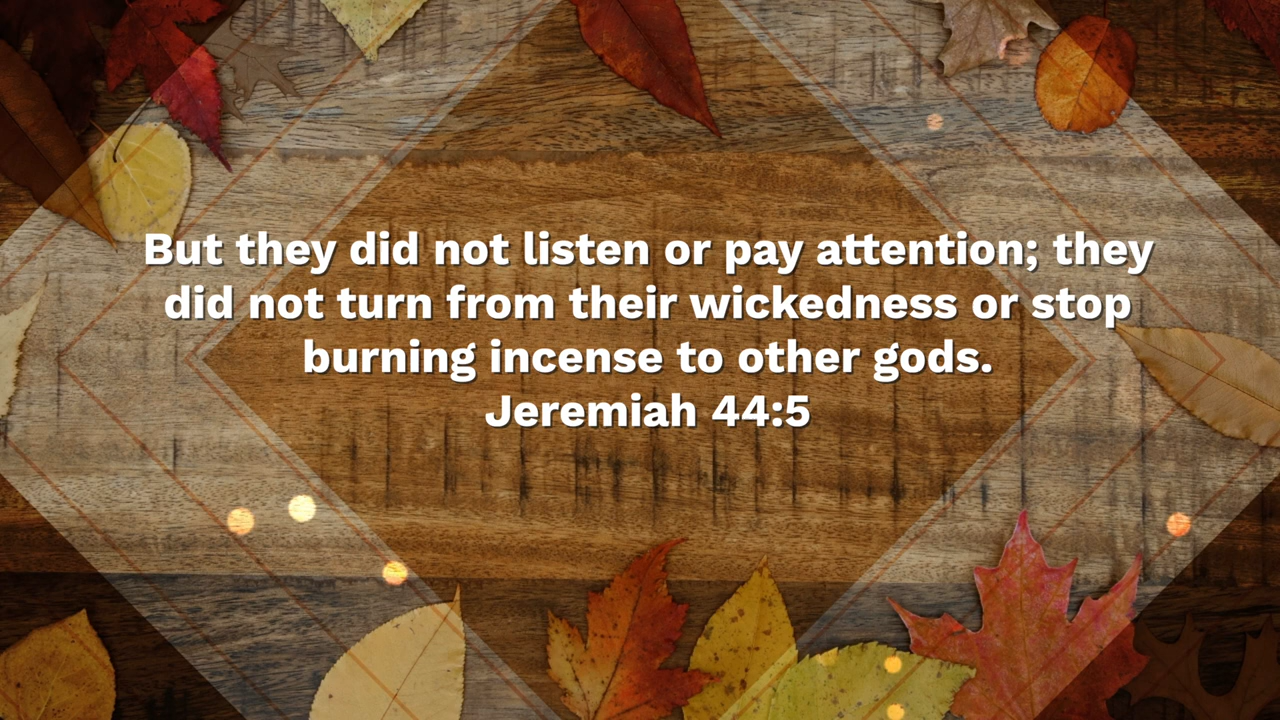 But they did not listen or pay attention; they
did not turn from their wickedness or stop
burning incense to other gods.
Jeremiah 44:5